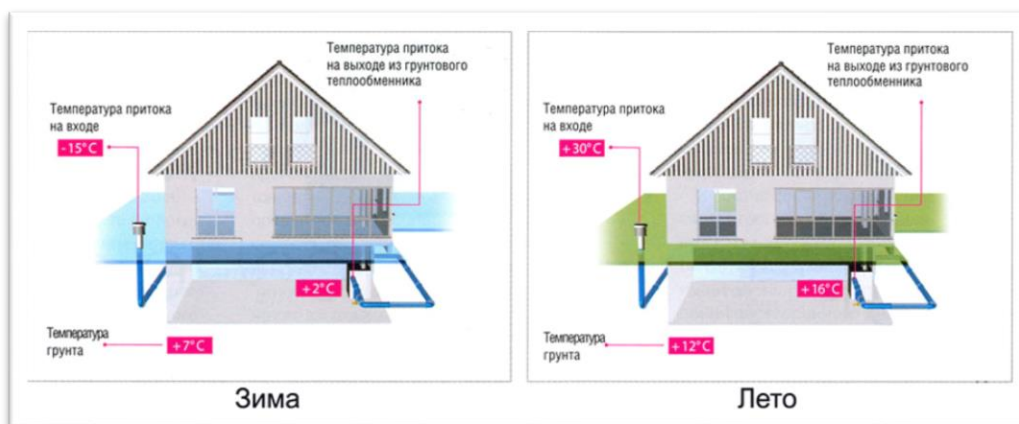 Температура притока
на выходе из грунтового
теплообменника
Температура притока
на входе
-15°C
+2°C
Температура
грунта
+7°C
Зима
Температура притока
на выходе из грунтового
теплообменника
Температура притока
на входе
+30°C
+16°C
Температура
грунта
+12°C
Лето